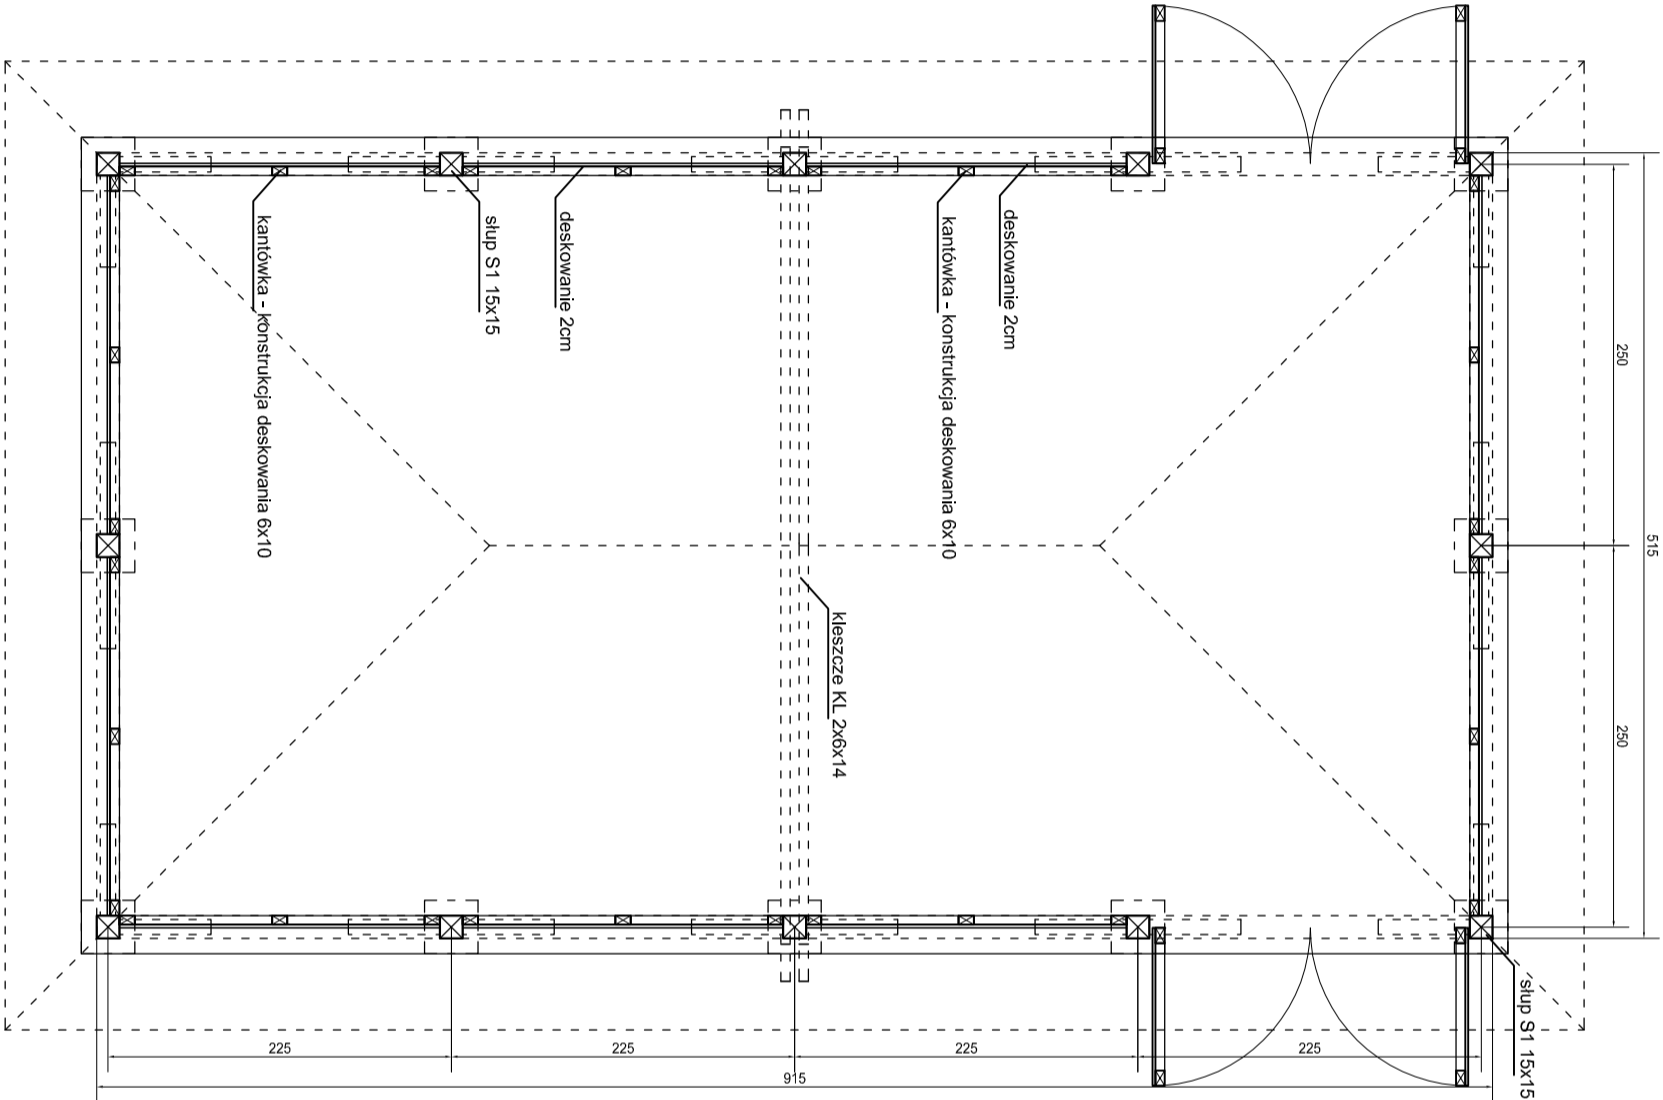 kantówka - konstrukcja deskowania 6x10
słup S1 15x15
deskowanie 2cm
kantówka - konstrukcja deskowania 6x10
deskowanie 2cm
250
515
250
kleszcze KL 2x6x14
słup S1 15x15
225
225
225
225
915